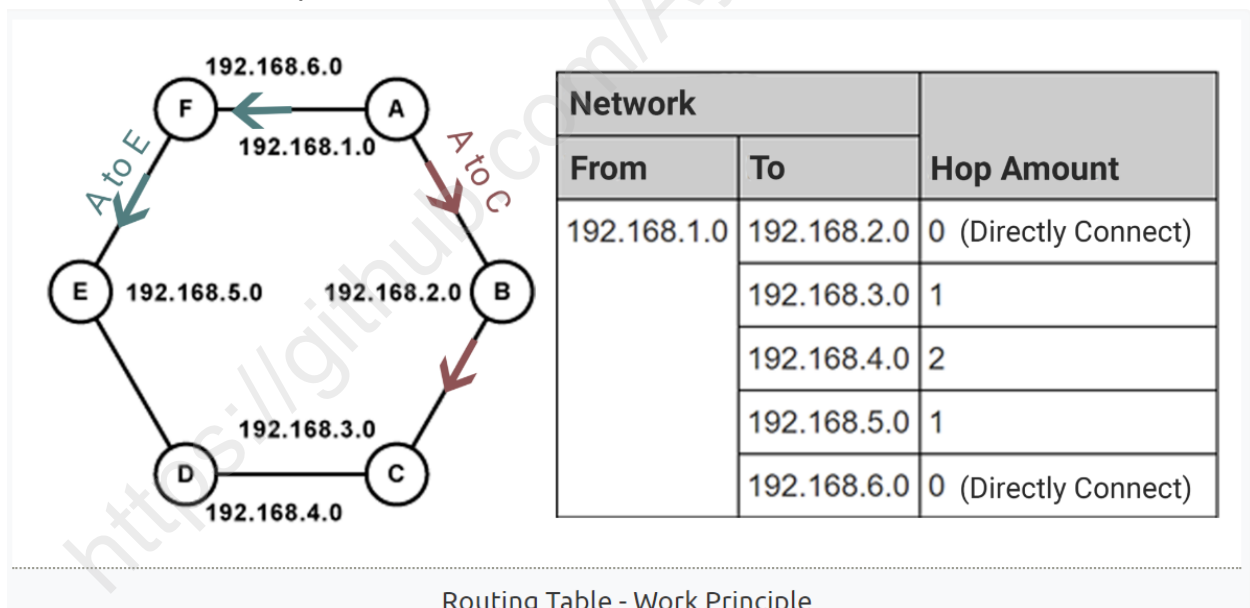 192.168.6.0
F
A
192.168.1.0
A to E
A to C
E
192.168.5.0
192.168.2.0
B
192.168.3.0
D
C
192.168.4.0
Network
From To Hop Amount
192.168.1.0 192.168.2.0 0 (Directly Connect)
192.168.3.0 1
192.168.4.0 2
192.168.5.0 1
192.168.6.0 0 (Directly Connect)
https://github.com/
Routing Table - Work Principle